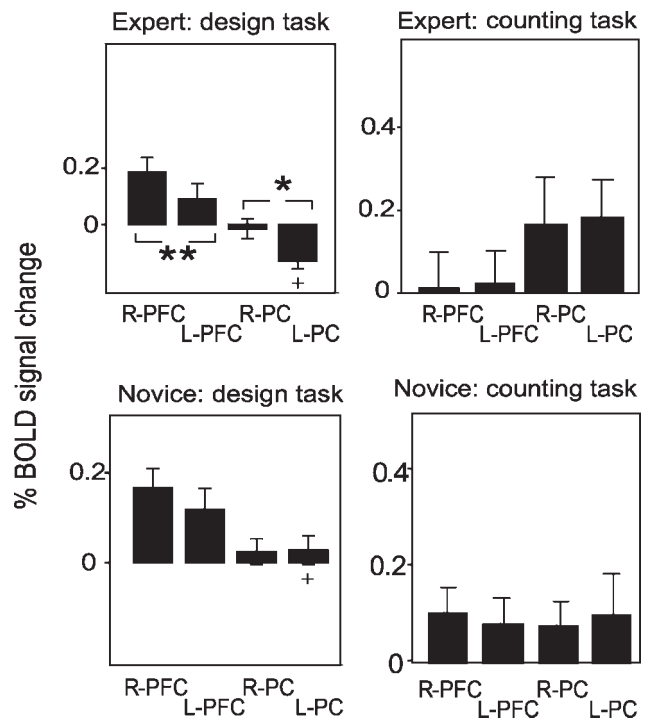 Expert: design task
Expert: counting task
% BOLD signal change
0.2
0
*
**
+
R-PFC
L-PFC
R-PC
L-PC
0.4
0.2
0
R-PFC
L-PFC
R-PC
L-PC
Novice: design task
Novice: counting task
0.2
0
+
R-PFC
L-PFC
R-PC
L-PC
0.4
0.2
0
R-PFC
L-PFC
R-PC
L-PC